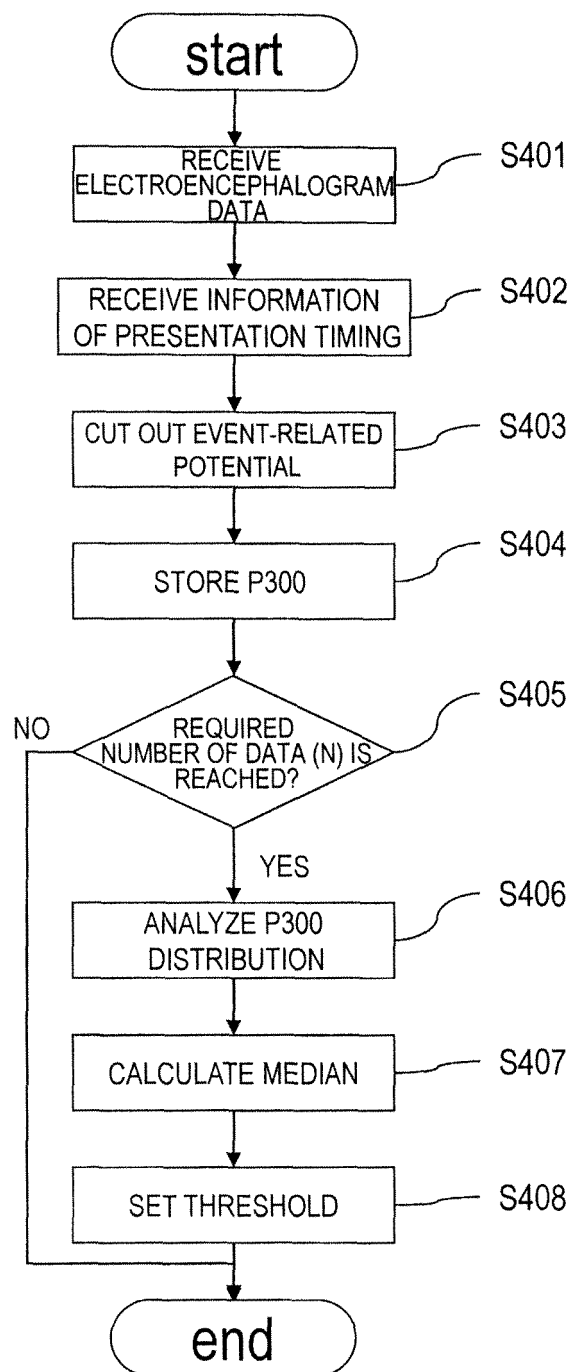 start
RECEIVE
ELECTROENCEPHALOGRAM
DATA
S401
RECEIVE INFORMATION
OF PRESENTATION TIMING
S402
CUT OUT EVENT-RELATED
POTENTIAL
S403
STORE P300
S404
REQUIRED
NUMBER OF DATA (N) IS
REACHED?
S405
NO
YES
ANALYZE P300
DISTRIBUTION
S406
CALCULATE MEDIAN
S407
SET THRESHOLD
S408
end